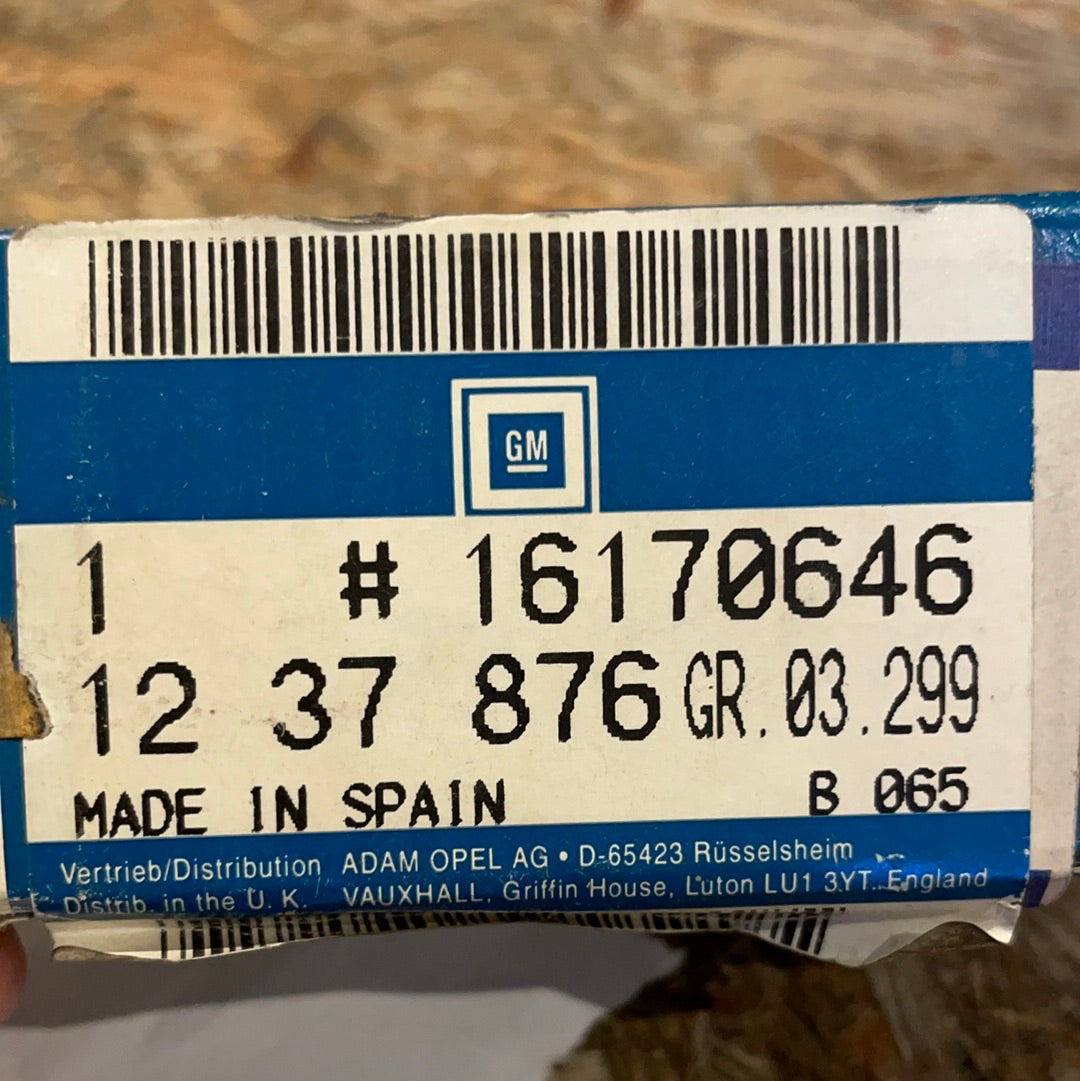 GM
1 # 16170646
12 37 876 GR. 03.299
MADE IN SPAIN B 065
Vertrieb/Distribution ADAM OPEL AG • D-65423 Rüsselsheim
Distrib. in the U. K. VAUXHALL, Griffin House, Luton LU1 3YT. England